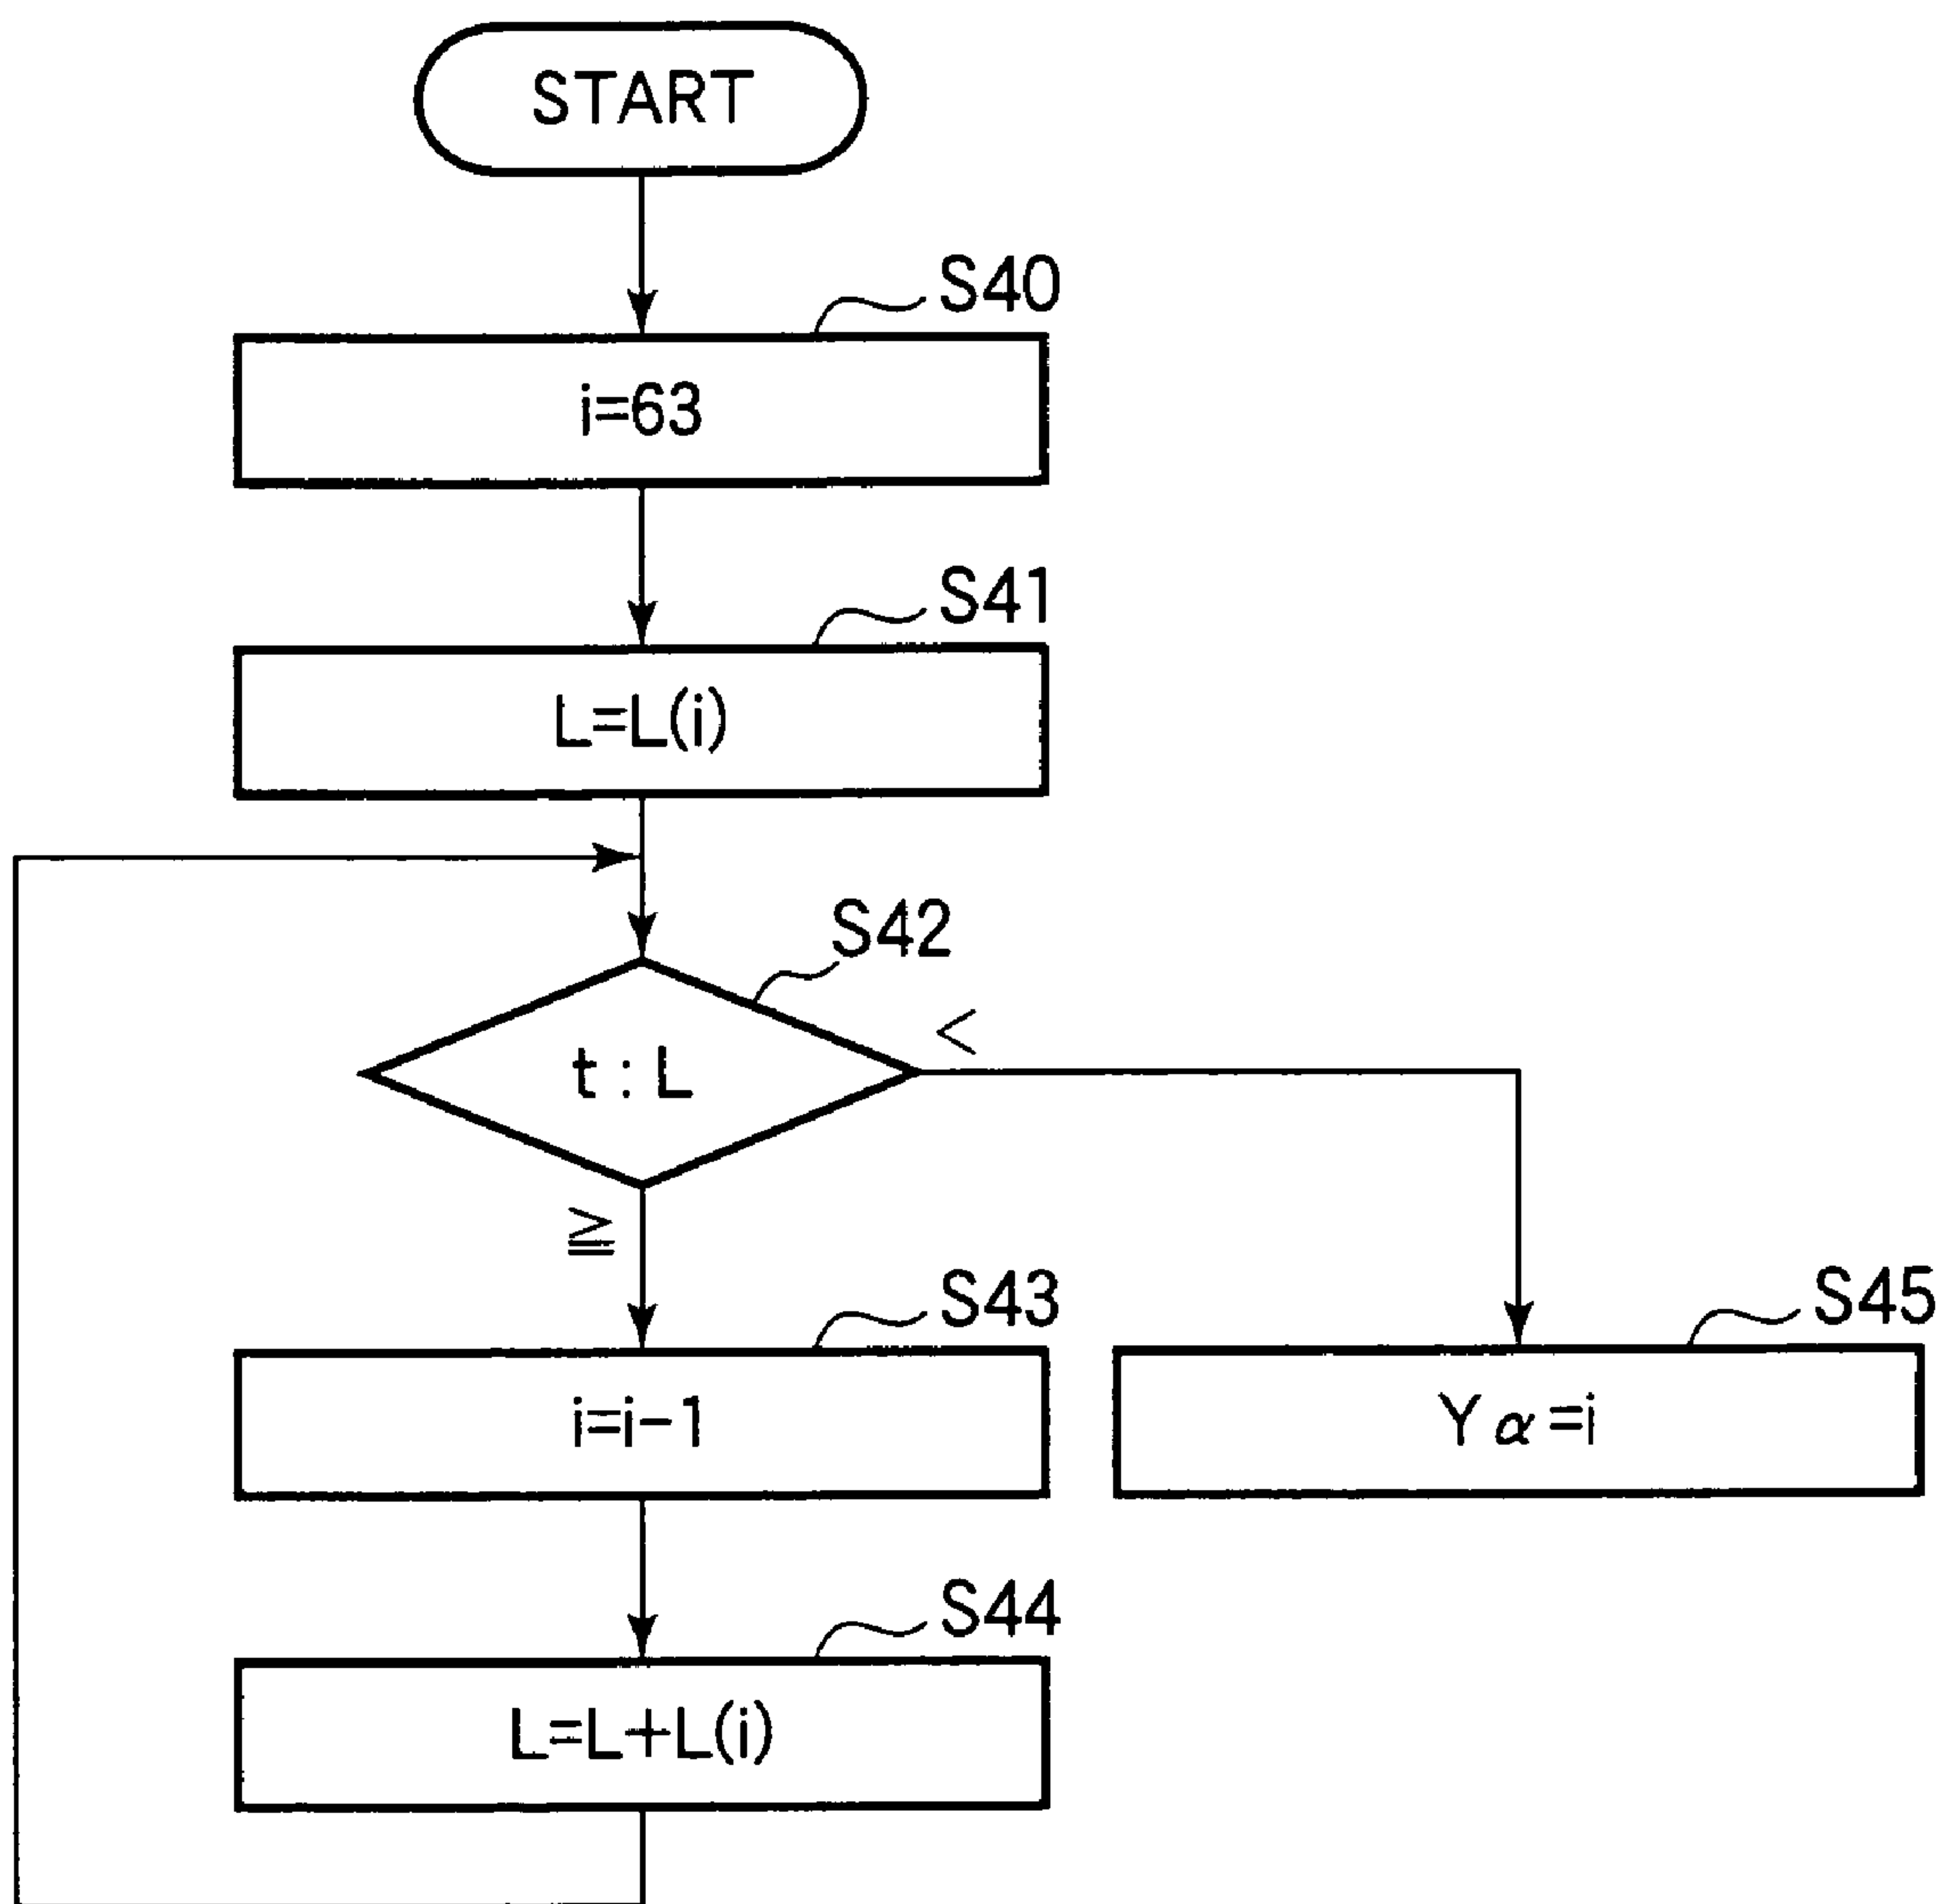 START
S40
i=63
S41
L=L(i)
S42
<
t : L
≧
S43
i=i-1
S45
Yα=i
S44
L=L+L(i)